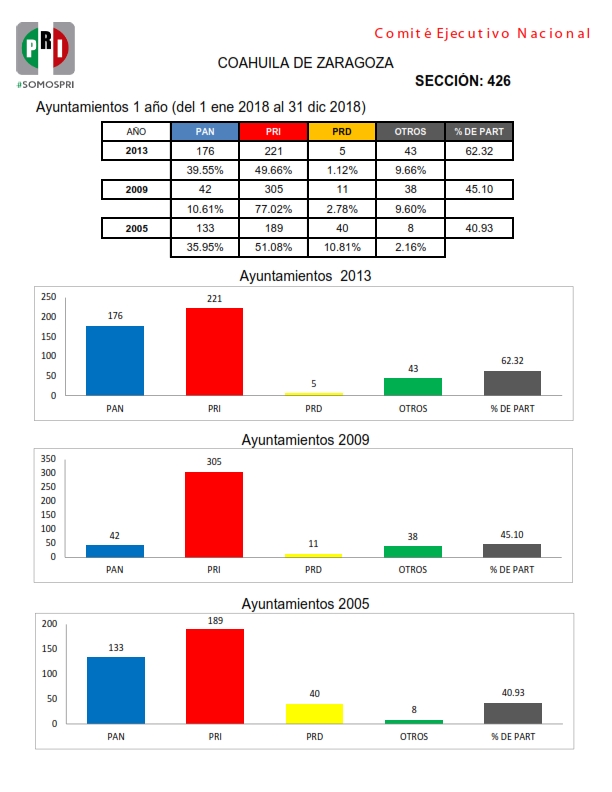 Comité Ejecutivo Nacional
PRI
#SOMOSPRI
COAHUILA DE ZARAGOZA
SECCIÓN: 426
Ayuntamientos 1 año (del 1 ene 2018 al 31 dic 2018)
AÑO PAN PRI PRD OTROS % DE PART
2013 176 221 5 43 62.32
39.55% 49.66% 1.12% 9.66%
2009 42 305 11 38 45.10
10.61% 77.02% 2.78% 9.60%
2005 133 189 40 8 40.93
35.95% 51.08% 10.81% 2.16%
Ayuntamientos 2013
250
200
150
100
50
0
176 221 5 43 62.32
PAN PRI PRD OTROS % DE PART
Ayuntamientos 2009
350
300
250
200
150
100
50
0
42 305 11 38 45.10
PAN PRI PRD OTROS % DE PART
Ayuntamientos 2005
200
150
100
50
0
133 189 40 8 40.93
PAN PRI PRD OTROS % DE PART